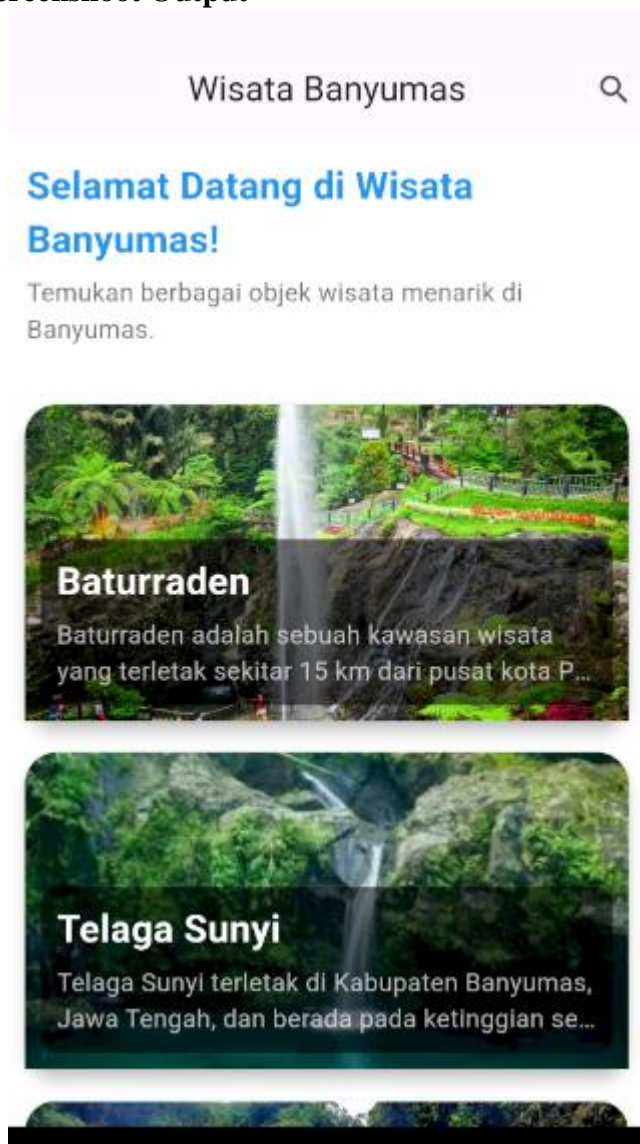 Screenshoot Output
Wisata Banyumas
Selamat Datang di Wisata
Banyumas!
Temukan berbagai objek wisata menarik di
Banyumas.
Baturraden
Baturraden adalah sebuah kawasan wisata
yang terletak sekitar 15 km dari pusat kota P...
Telaga Sunyi
Telaga Sunyi terletak di Kabupaten Banyumas,
Jawa Tengah, dan berada pada ketinggian se...